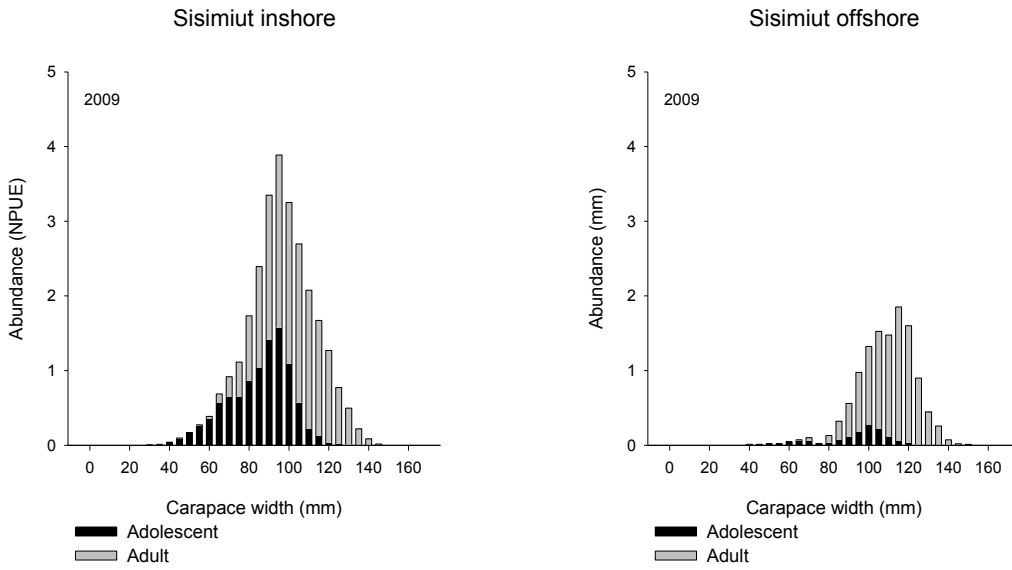 Sisimiut inshore
5
4
3
2
1
0
2009
Abundance (NPUE)
0 20 40 60 80 100 120 140 160
Carapace width (mm)
Adolescent
Adult
Sisimiut offshore
5
4
3
2
1
0
2009
Abundance (mm)
0 20 40 60 80 100 120 140 160
Carapace width (mm)
Adolescent
Adult